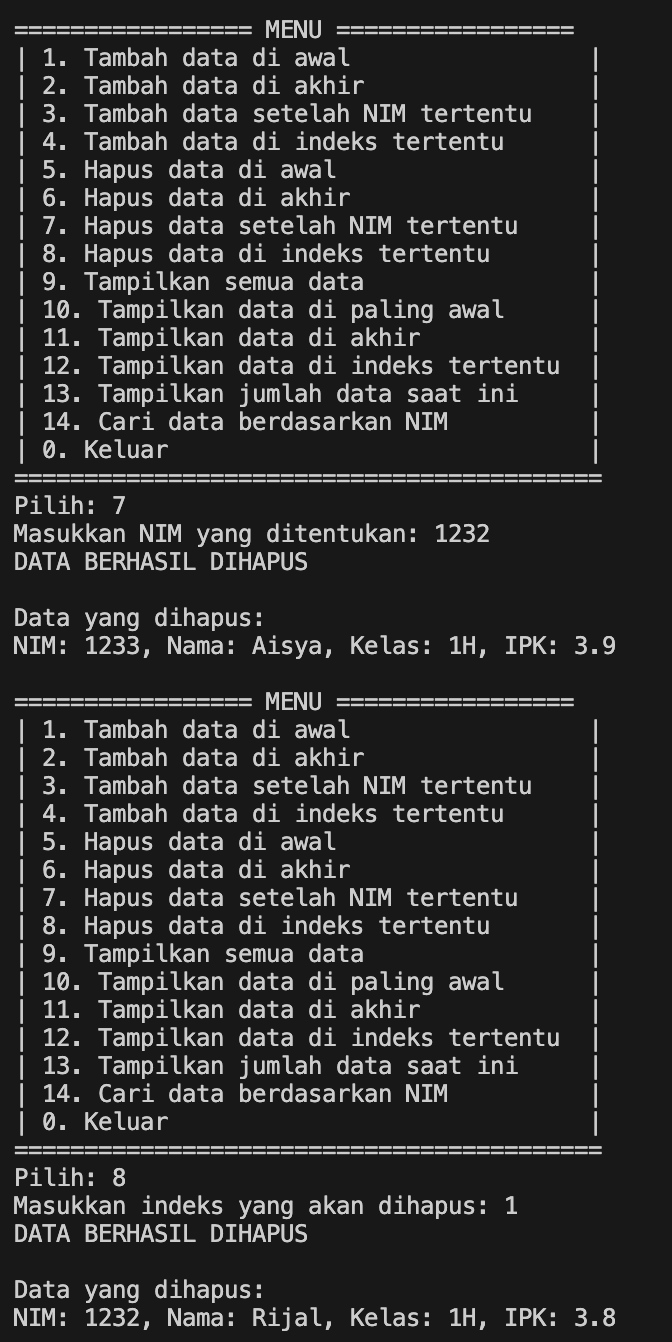 ================= MENU =================
| 1. Tambah data di awal                 |
| 2. Tambah data di akhir                |
| 3. Tambah data setelah NIM tertentu    |
| 4. Tambah data di indeks tertentu      |
| 5. Hapus data di awal                  |
| 6. Hapus data di akhir                 |
| 7. Hapus data setelah NIM tertentu     |
| 8. Hapus data di indeks tertentu       |
| 9. Tampilkan semua data                |
| 10. Tampilkan data di paling awal      |
| 11. Tampilkan data di akhir            |
| 12. Tampilkan data di indeks tertentu  |
| 13. Tampilkan jumlah data saat ini     |
| 14. Cari data berdasarkan NIM          |
| 0. Keluar                              |
==========================================
Pilih: 7
Masukkan NIM yang ditentukan: 1232
DATA BERHASIL DIHAPUS

Data yang dihapus:
NIM: 1233, Nama: Aisya, Kelas: 1H, IPK: 3.9

================= MENU =================
| 1. Tambah data di awal                 |
| 2. Tambah data di akhir                |
| 3. Tambah data setelah NIM tertentu    |
| 4. Tambah data di indeks tertentu      |
| 5. Hapus data di awal                  |
| 6. Hapus data di akhir                 |
| 7. Hapus data setelah NIM tertentu     |
| 8. Hapus data di indeks tertentu       |
| 9. Tampilkan semua data                |
| 10. Tampilkan data di paling awal      |
| 11. Tampilkan data di akhir            |
| 12. Tampilkan data di indeks tertentu  |
| 13. Tampilkan jumlah data saat ini     |
| 14. Cari data berdasarkan NIM          |
| 0. Keluar                              |
==========================================
Pilih: 8
Masukkan indeks yang akan dihapus: 1
DATA BERHASIL DIHAPUS

Data yang dihapus:
NIM: 1232, Nama: Rijal, Kelas: 1H, IPK: 3.8